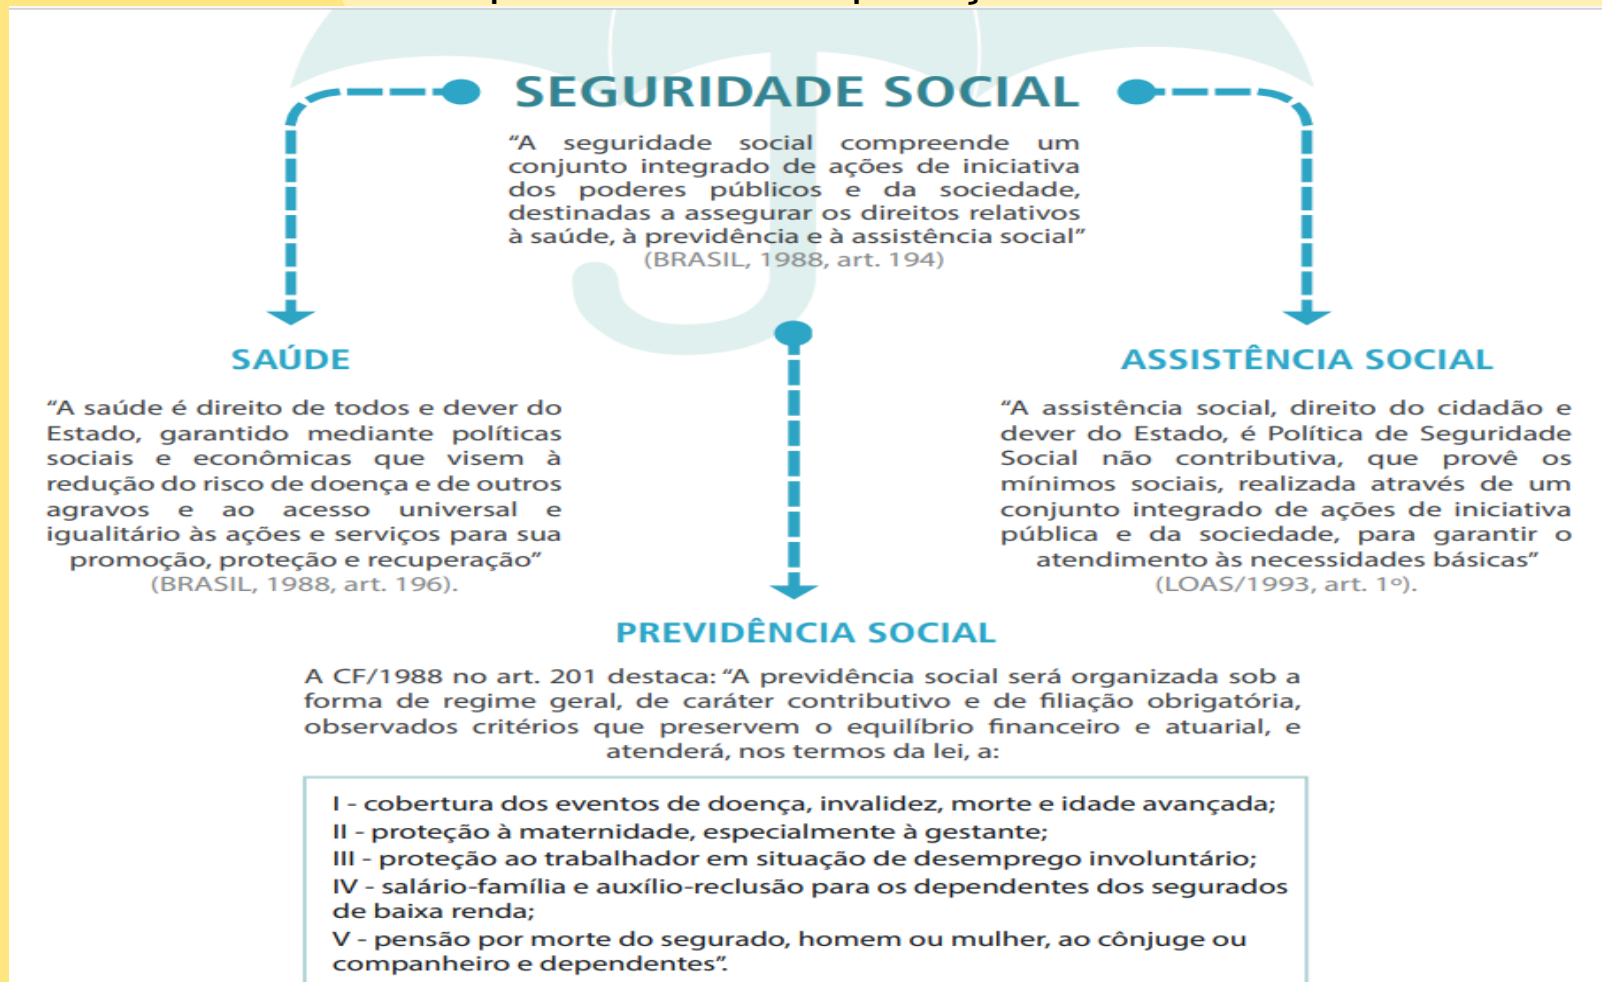 SEGURIDADE SOCIAL
“A seguridade social compreende um
conjunto integrado de ações de iniciativa
dos poderes públicos e da sociedade,
destinadas a assegurar os direitos relativos
à saúde, à previdência e à assistência social”
(BRASIL, 1988, art. 194)
SAÚDE
“A saúde é direito de todos e dever do
Estado, garantido mediante políticas
sociais e econômicas que visem à
redução do risco de doença e de outros
agravos e ao acesso universal e
igualitário às ações e serviços para sua
promoção, proteção e recuperação”
(BRASIL, 1988, art. 196).
ASSISTÊNCIA SOCIAL
“A assistência social, direito do cidadão e
dever do Estado, é Política de Seguridade
Social não contributiva, que provê os
mínimos sociais, realizada através de um
conjunto integrado de ações de iniciativa
pública e da sociedade, para garantir o
atendimento às necessidades básicas”
(LOAS/1993, art. 1º).
PREVIDÊNCIA SOCIAL
A CF/1988 no art. 201 destaca: “A previdência social será organizada sob a
forma de regime geral, de caráter contributivo e de filiação obrigatória,
observados critérios que preservem o equilíbrio financeiro e atuarial, e
atenderá, nos termos da lei, a:
I - cobertura dos eventos de doença, invalidez, morte e idade avançada;
II - proteção à maternidade, especialmente à gestante;
III - proteção ao trabalhador em situação de desemprego involuntário;
IV - salário-família e auxílio-reclusão para os dependentes dos segurados
de baixa renda;
V - pensão por morte do segurado, homem ou mulher, ao cônjuge ou
companheiro e dependentes”.